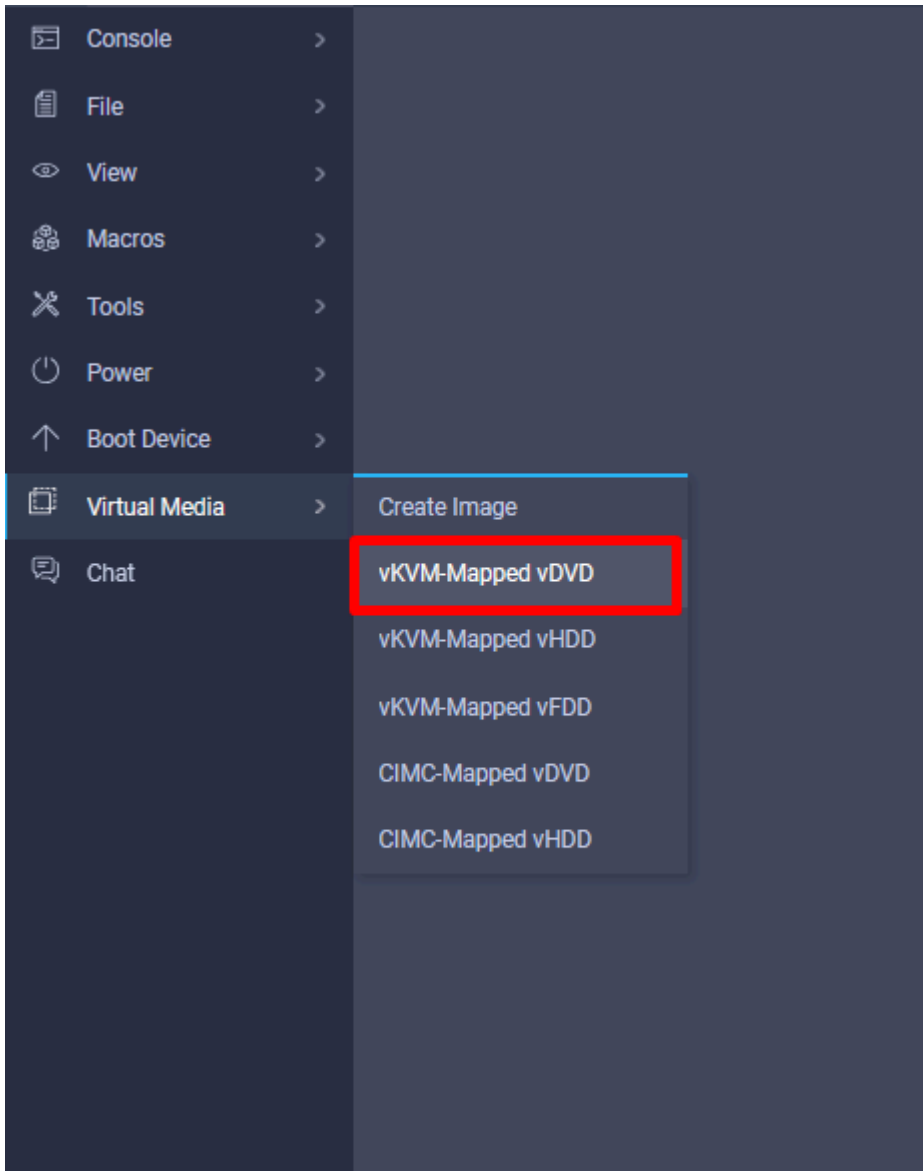 Console
File
View
Macros
Tools
Power
Boot Device
Virtual Media
Create Image
Chat
vKVM-Mapped vDVD
vKVM-Mapped vHDD
vKVM-Mapped vFDD
CIMC-Mapped vDVD
CIMC-Mapped vHDD